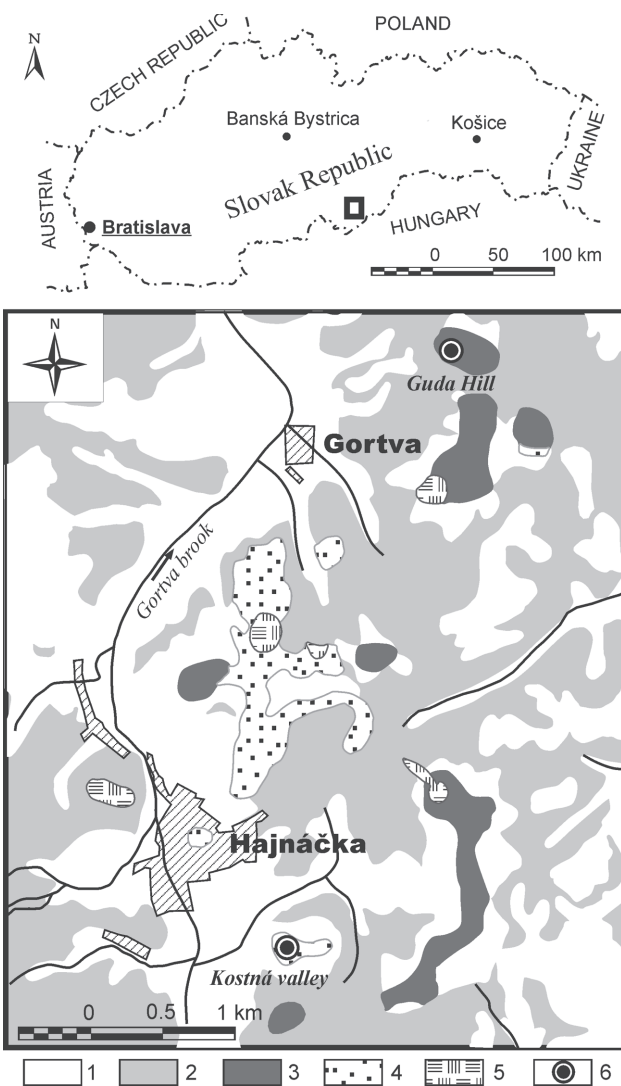 POLAND
N
CZECH REPUBLIC
Banská Bystrica
Košice
UKRAINE
Slovak Republic
AUSTRIA
HUNGARY
Bratislava
0 50 100 km
N
Guda Hill
Gortva
Gortva brook
Hajnáčka
Kostná valley
0 0.5 1 km
1 2 3 4 5 6